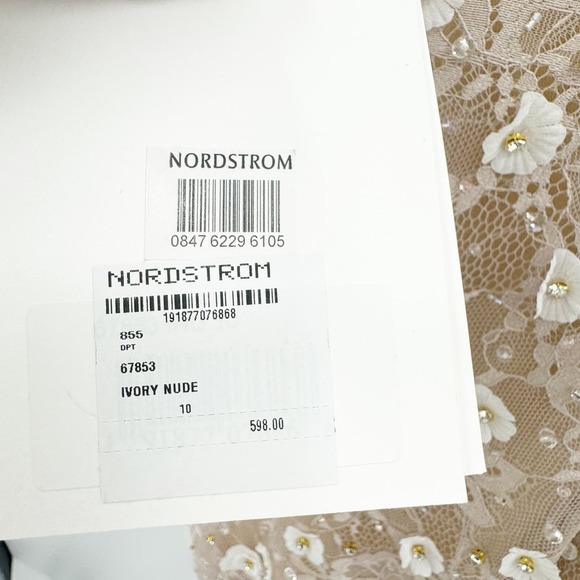 NORDSTROM
0847 6229 6105
NORDSTROM
191877076868
855
DPT
67853
IVORY NUDE
10
598.00